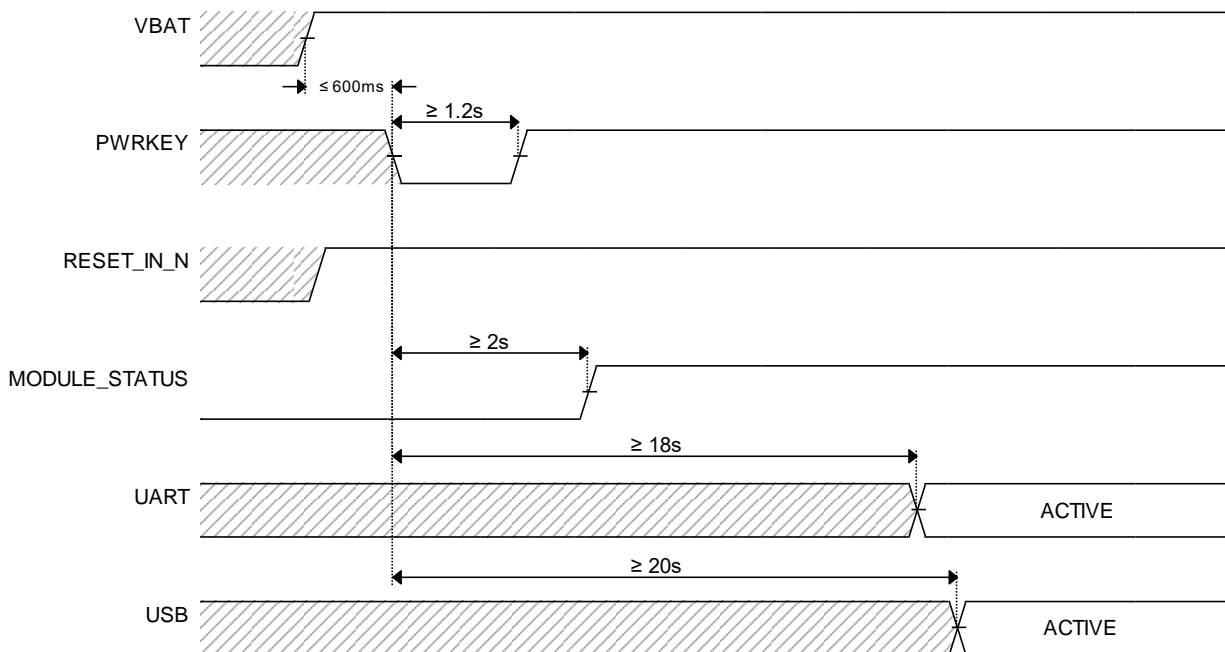 VBAT
≤ 600ms
≥ 1.2s
PWRKEY
RESET_IN_N
≥ 2s
MODULE_STATUS
≥ 18s
UART
ACTIVE
≥ 20s
USB
ACTIVE